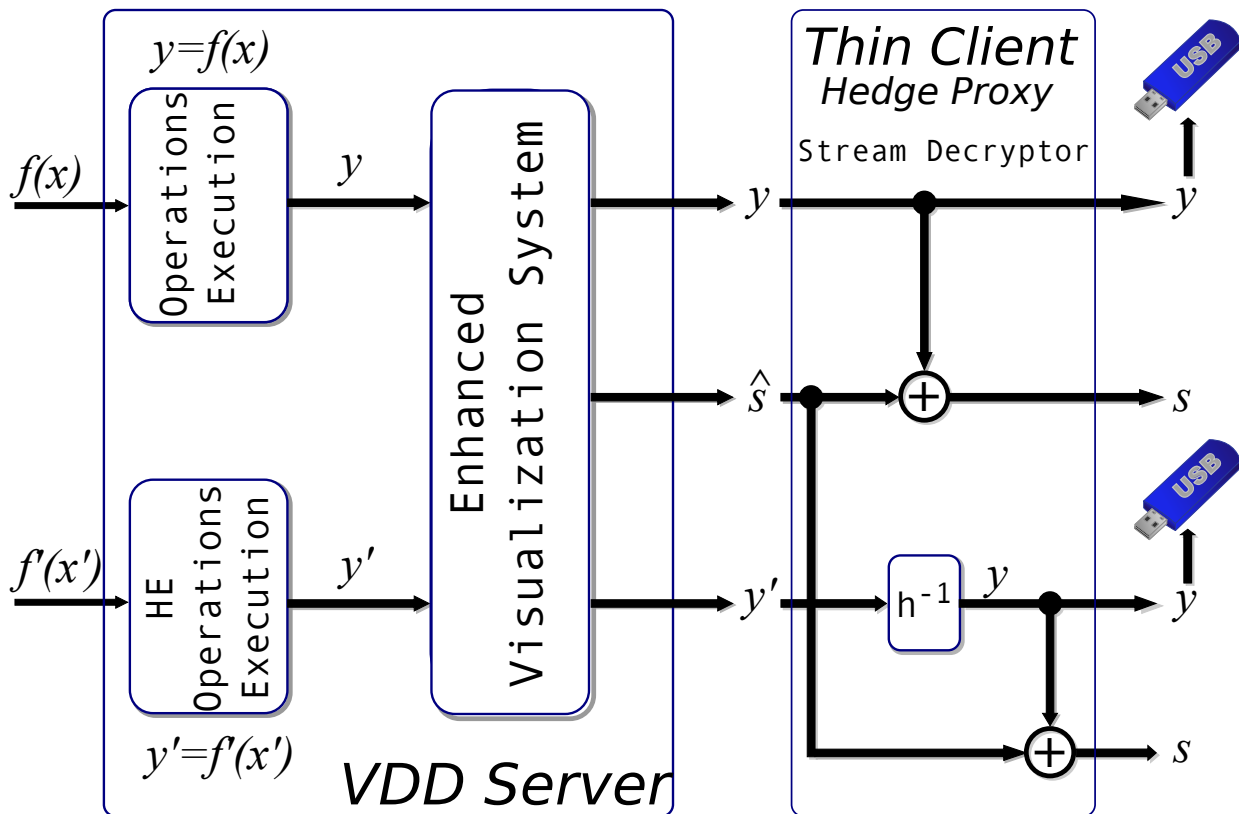 y=f(x)
Operations
Execution
f(x)
y
Enhanced
Visualization System
y
ŝ
y'
HE
Operations
Execution
f'(x')
y'
y'=f'(x')
VDD Server
Thin Client
Hedge Proxy
Stream Decryptor
USB
y
s
USB
h⁻¹
y
y
s